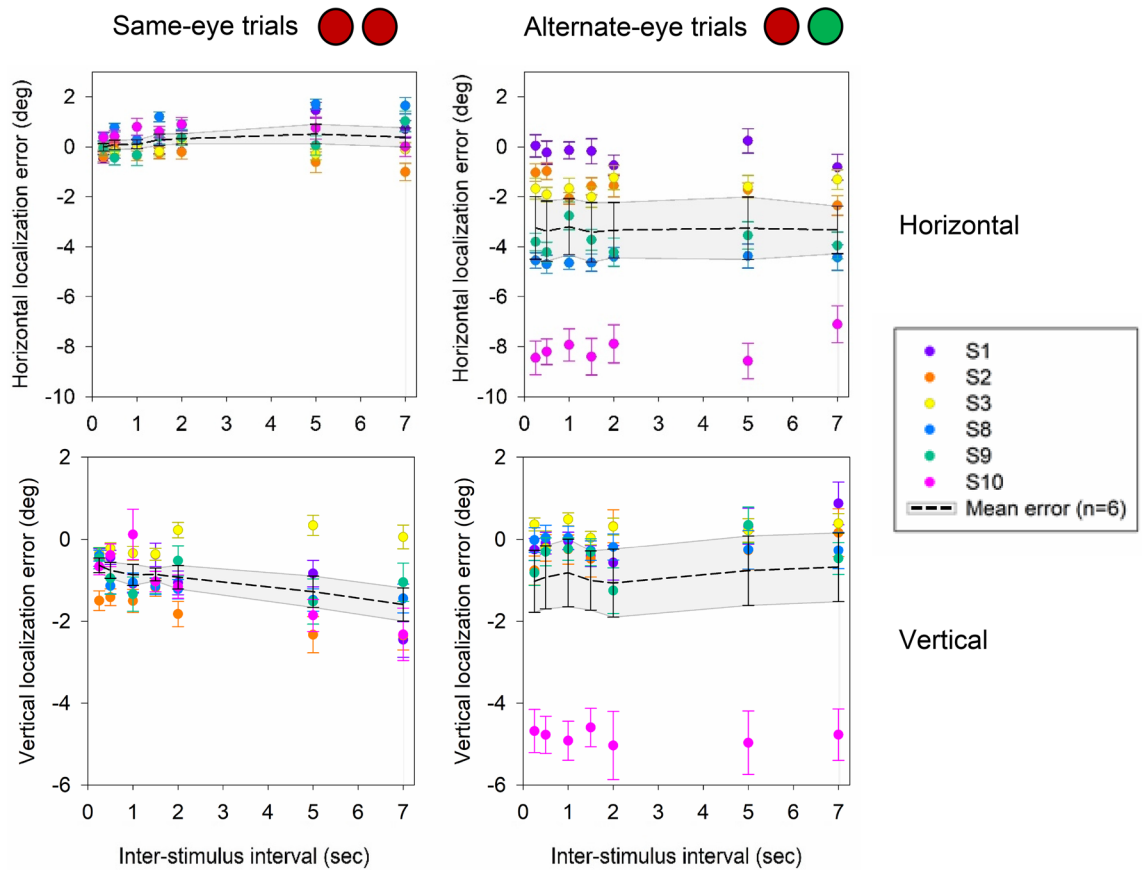 Same-eye trials
Alternate-eye trials
Horizontal localization error (deg)
2
0
-2
-4
-6
-8
-10
0 1 2 3 4 5 6 7
Horizontal localization error (deg)
2
0
-2
-4
-6
-8
-10
0 1 2 3 4 5 6 7
Horizontal
S1
S2
S3
S8
S9
S10
Mean error (n=6)
Vertical localization error (deg)
2
0
-2
-4
-6
0 1 2 3 4 5 6 7
Inter-stimulus interval (sec)
Vertical localization error (deg)
2
0
-2
-4
-6
0 1 2 3 4 5 6 7
Inter-stimulus interval (sec)
Vertical